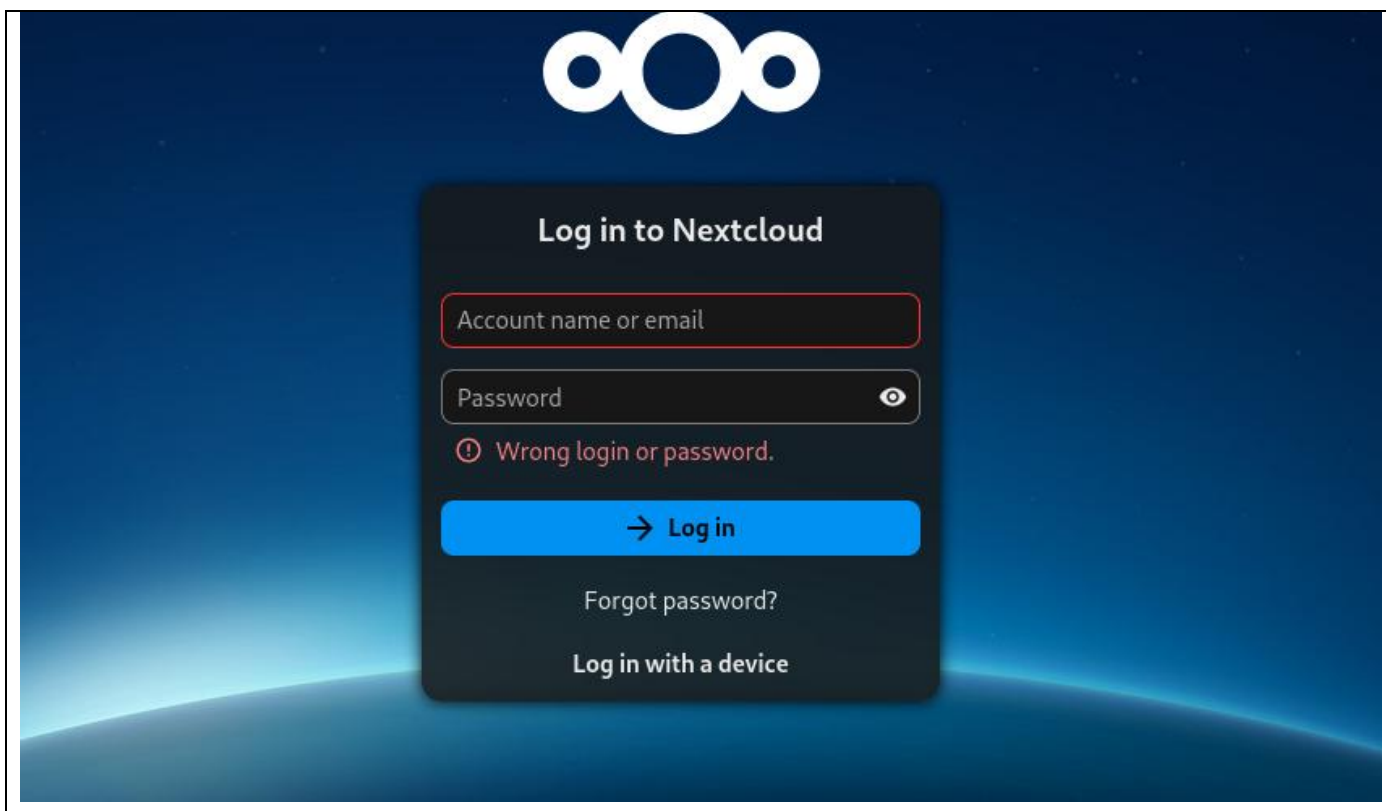 Log in to Nextcloud
Account name or email
Password
Wrong login or password.
Log in
Forgot password?
Log in with a device